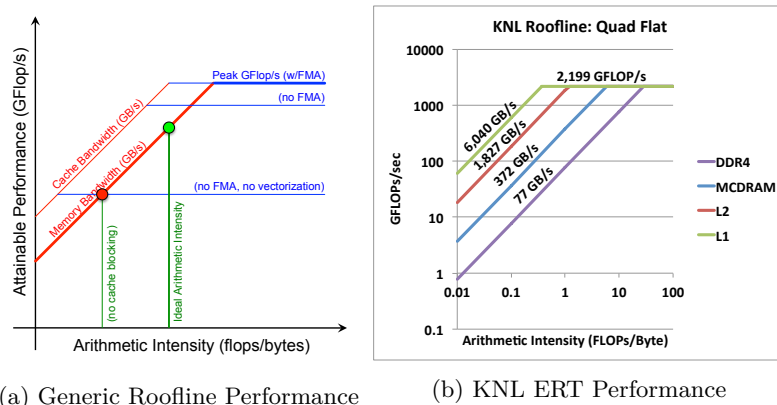 Attainable Performance (GFlop/s)
Peak GFlop/s (w/FMA)
(no FMA)
Cache Bandwidth (GB/s)
Memory Bandwidth (GB/s)
(no FMA, no vectorization)
(no cache blocking)
Ideal Arithmetic Intensity
Arithmetic Intensity (flops/bytes)
(a) Generic Roofline Performance
KNL Roofline: Quad Flat
GFLOPs/sec
10000
1000
100
10
1
0.1
2,199 GFLOP/s
6,040 GB/s
1,827 GB/s
372 GB/s
77 GB/s
0.01
0.1
1
10
100
Arithmetic Intensity (FLOPs/Byte)
DDR4
MCDRAM
L2
L1
(b) KNL ERT Performance